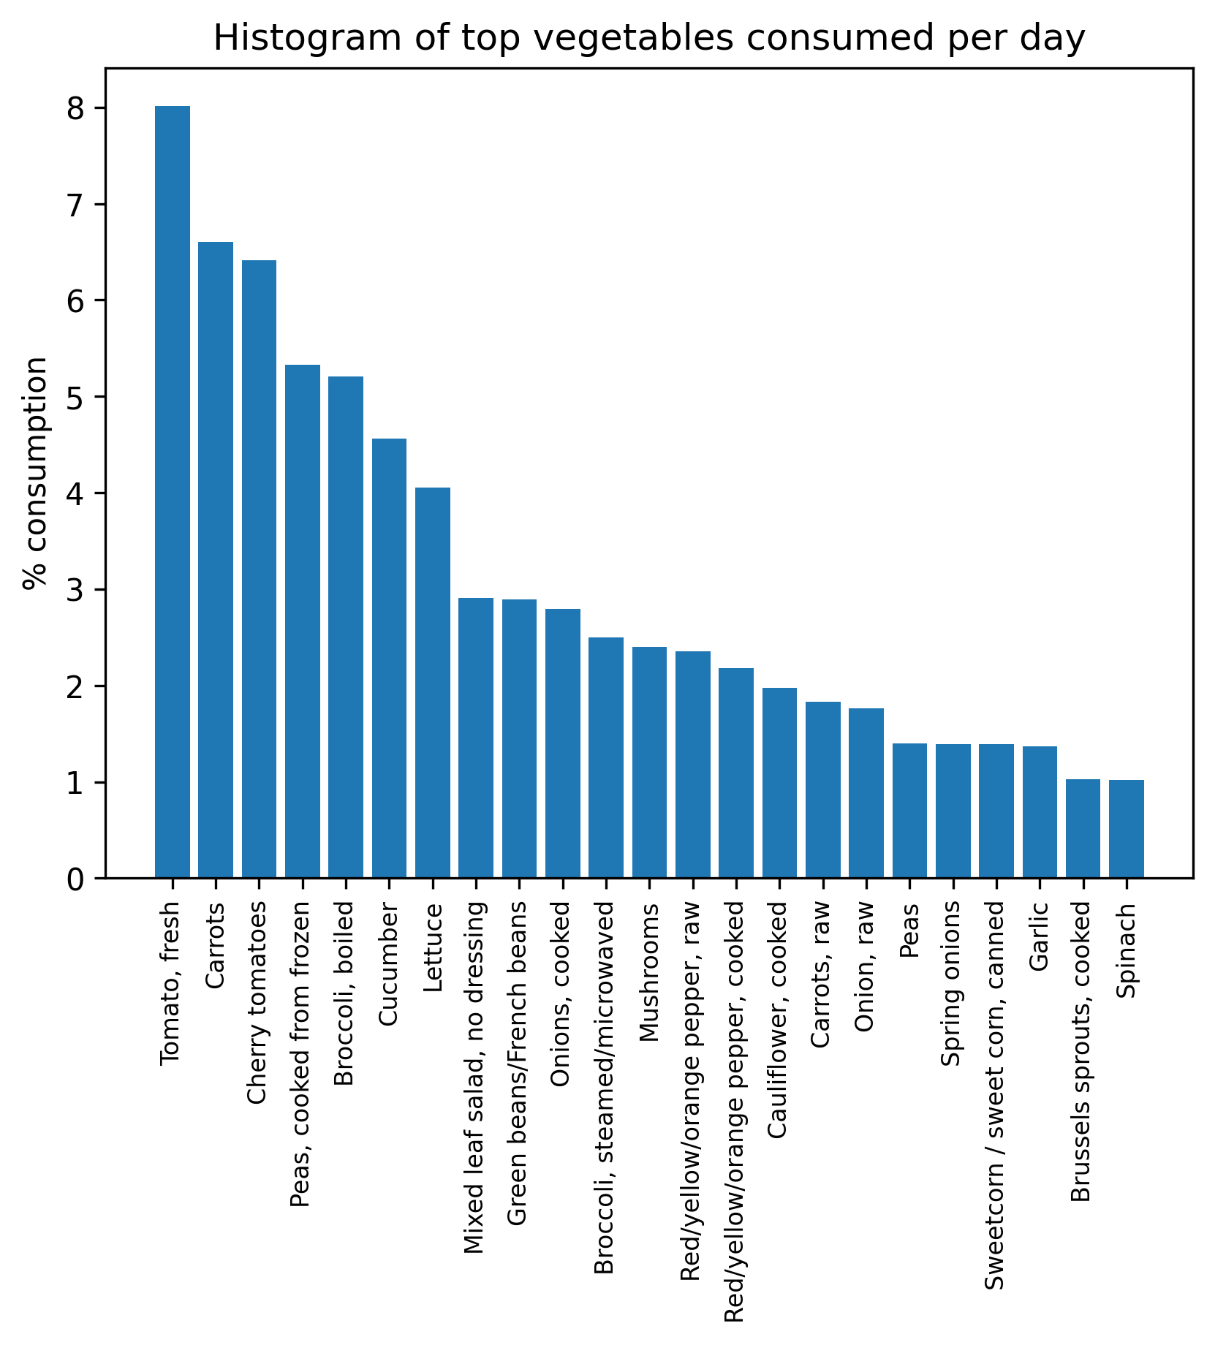 Histogram of top vegetables consumed per day
% consumption
8
7
6
5
4
3
2
1
0
Tomato, fresh
Carrots
Cherry tomatoes
Peas, cooked from frozen
Broccoli, boiled
Cucumber
Lettuce
Mixed leaf salad, no dressing
Green beans/French beans
Onions, cooked
Broccoli, steamed/microwaved
Mushrooms
Red/yellow/orange pepper, raw
Red/yellow/orange pepper, cooked
Cauliflower, cooked
Carrots, raw
Onion, raw
Peas
Spring onions
Sweetcorn / sweet corn, canned
Garlic
Brussels sprouts, cooked
Spinach